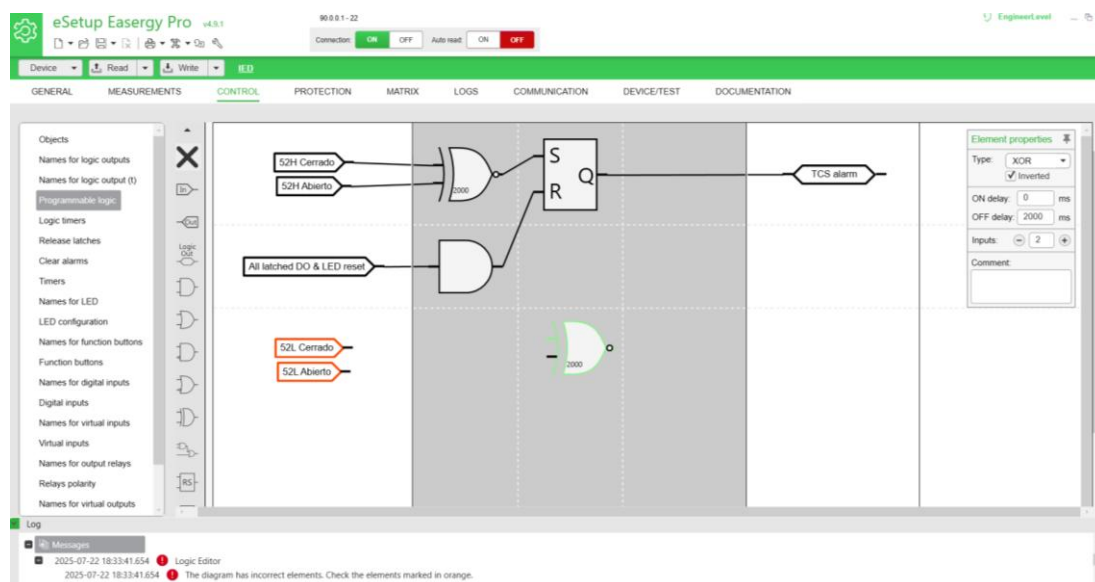 eSetup Easergy Pro v4.9.1
90 0.0.1 - 22
EngineerLevel
Connection: ON OFF Auto read: ON OFF
Device Read Write IED
GENERAL MEASUREMENTS CONTROL PROTECTION MATRIX LOGS COMMUNICATION DEVICE/TEST DOCUMENTATION
Objects
Names for logic outputs
Names for logic output (t)
Programmable logic
Logic timers
Release latches
Clear alarms
Timers
Names for LED
LED configuration
Names for function buttons
Function buttons
Names for digital inputs
Digital inputs
Names for virtual inputs
Virtual inputs
Names for output relays
Relays polarity
Names for virtual outputs
In
Out
Logic
Out
RS
52H Cerrado
52H Abierto
2000
S
Q
R
TCS alarm
All latched DO & LED reset
52L Cerrado
52L Abierto
2000
Element properties
Type: XOR
Inverted
ON delay: 0 ms
OFF delay: 2000 ms
Inputs: 2
Comment:
Log
Messages
2025-07-22 18:33:41.654 Logic Editor
2025-07-22 18:33:41.654 The diagram has incorrect elements. Check the elements marked in orange.